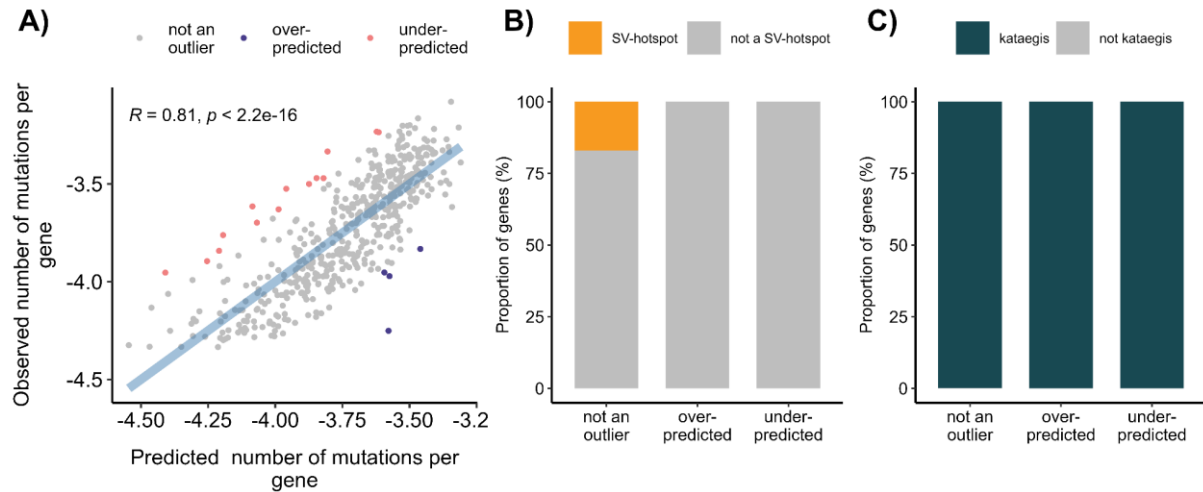 A)
not an
outlier
over-
predicted
under-
predicted
R = 0.81, p < 2.2e-16
Observed number of mutations per
gene
-3.5
-4.0
-4.5
-4.50 -4.25 -4.00 -3.75 -3.50 -3.2
Predicted number of mutations per
gene
B)
SV-hotspot
not a SV-hotspot
Proportion of genes (%)
100
75
50
25
0
not an
outlier
over-
predicted
under-
predicted
C)
kataegis
not kataegis
Proportion of genes (%)
100
75
50
25
0
not an
outlier
over-
predicted
under-
predicted